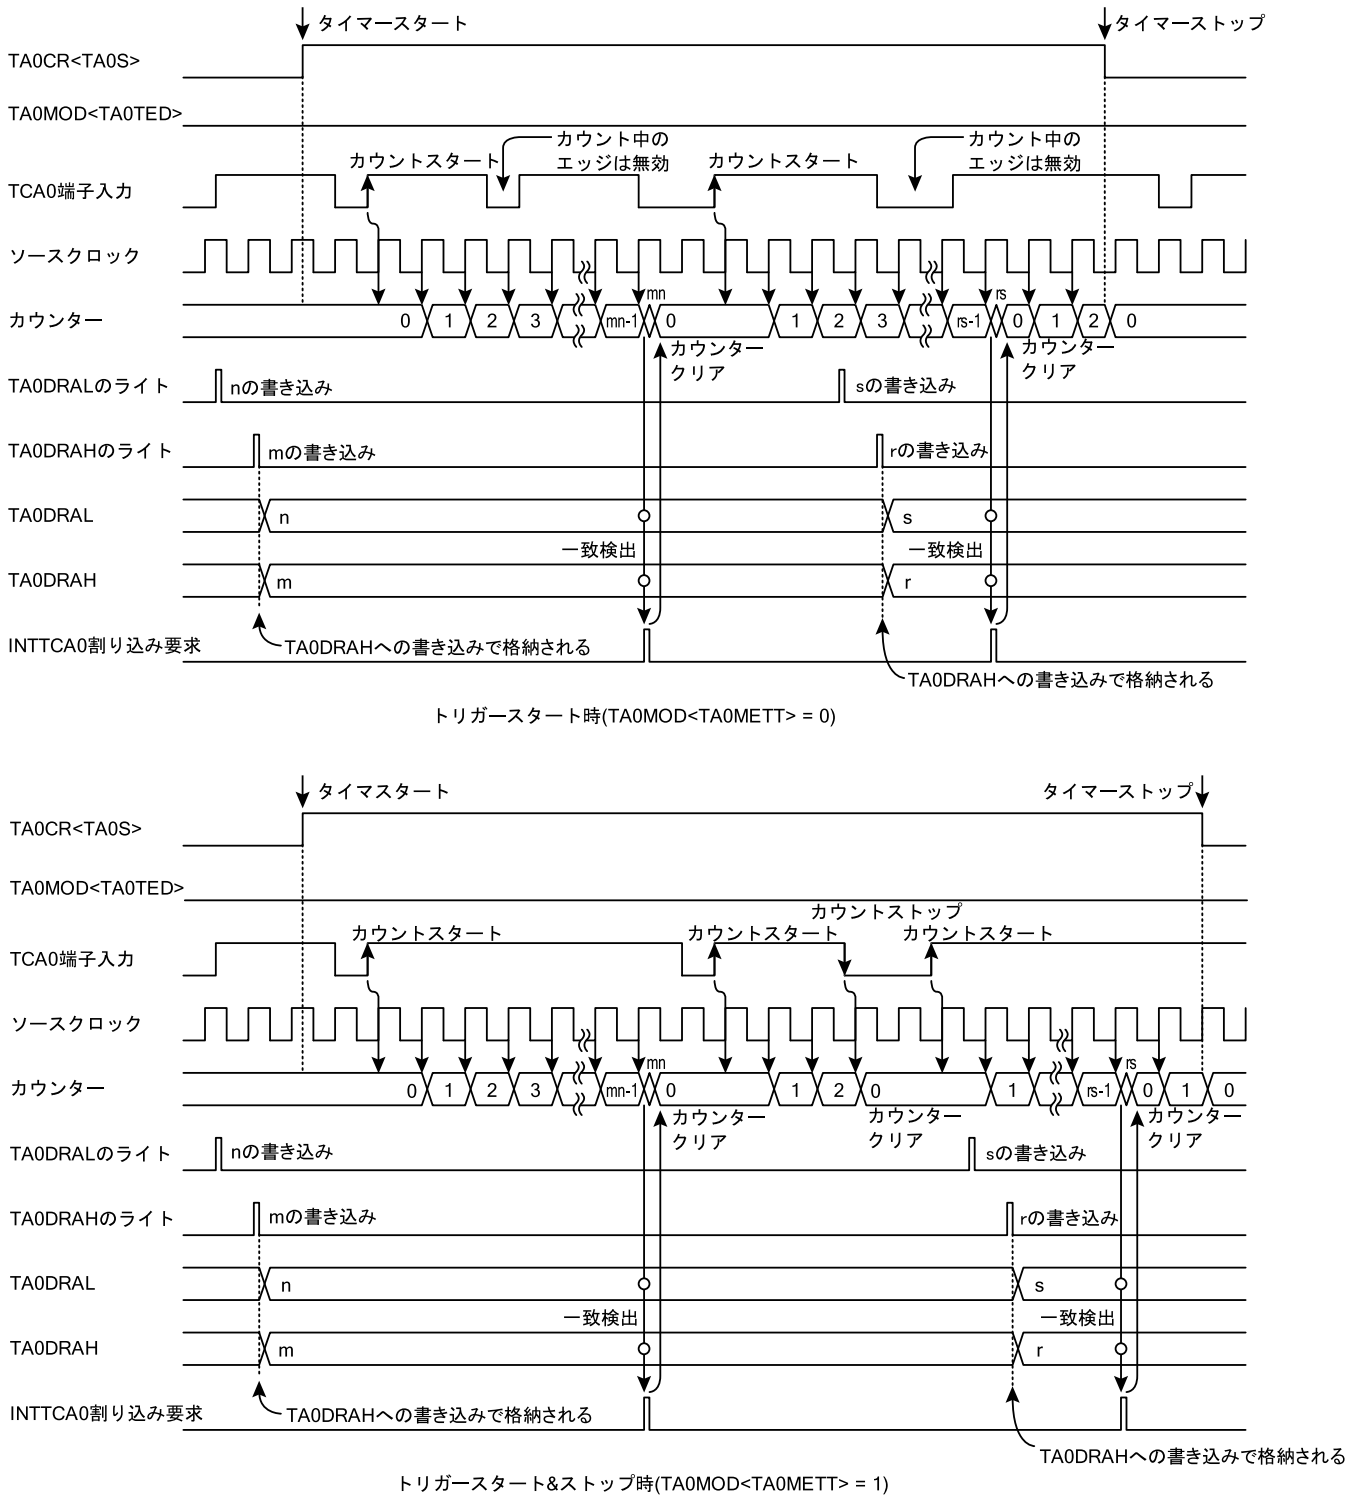 タイマースタート
タイマーストップ
TA0CR<TA0S>
TA0MOD<TA0TED>
カウントスタート
カウント中の
エッジは無効
カウントスタート
カウント中の
エッジは無効
TCA0端子入力
ソースクロック
カウンター
0 1 2 3 mn-1 mn 0 1 2 3 rs-1 rs 0 1 2 0
カウンター
クリア
カウンター
クリア
TA0DRALのライト
nの書き込み
sの書き込み
TA0DRAHのライト
mの書き込み
rの書き込み
TA0DRAL
n
s
一致検出
一致検出
TA0DRAH
m
r
INTTCA0割り込み要求
TA0DRAHへの書き込みで格納される
TA0DRAHへの書き込みで格納される
トリガースタート時(TA0MOD<TA0METT> = 0)
タイマスタート
タイマーストップ
TA0CR<TA0S>
TA0MOD<TA0TED>
カウントストップ
カウントスタート
カウントスタート
カウントスタート
TCA0端子入力
ソースクロック
カウンター
0 1 2 3 mn-1 mn 0 1 2 0 1 rs-1 rs 0 1 0
カウンター
クリア
カウンター
クリア
カウンター
クリア
TA0DRALのライト
nの書き込み
sの書き込み
TA0DRAHのライト
mの書き込み
rの書き込み
TA0DRAL
n
s
一致検出
一致検出
TA0DRAH
m
r
INTTCA0割り込み要求
TA0DRAHへの書き込みで格納される
TA0DRAHへの書き込みで格納される
トリガースタート&ストップ時(TA0MOD<TA0METT> = 1)